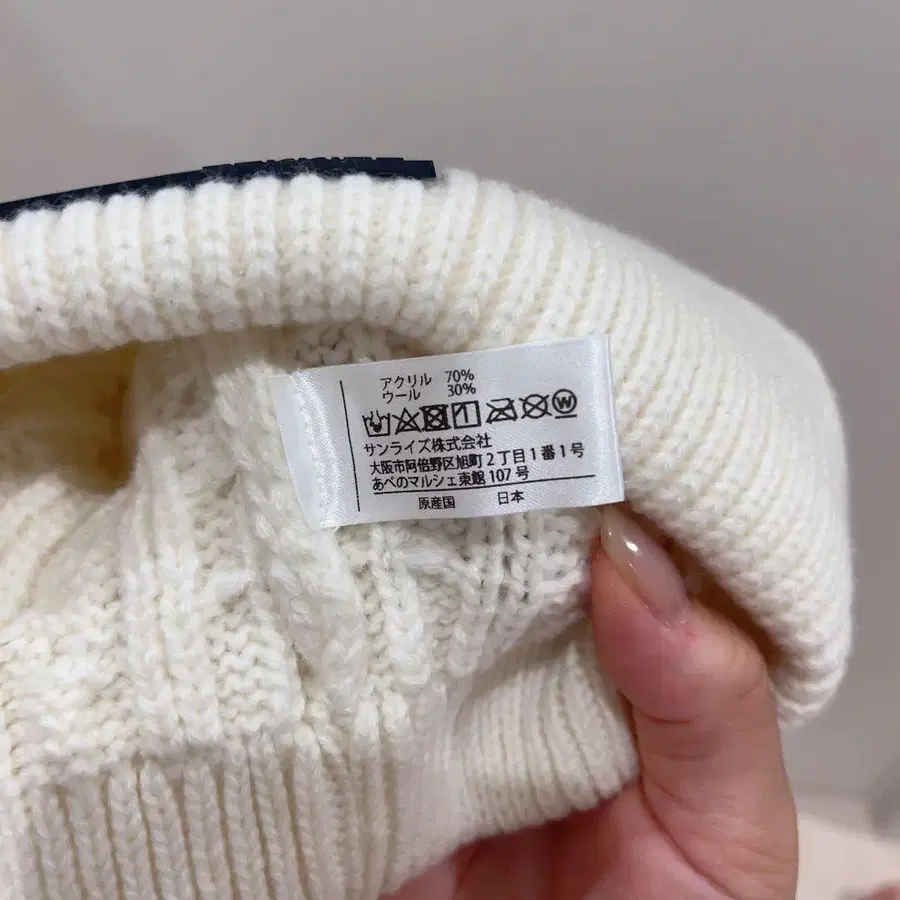 アクリル 70%
ウール 30%
W
サンライズ株式会社
大阪市阿倍野区旭町2丁目1番1号
あべのマルシェ東館107号
原産国 日本